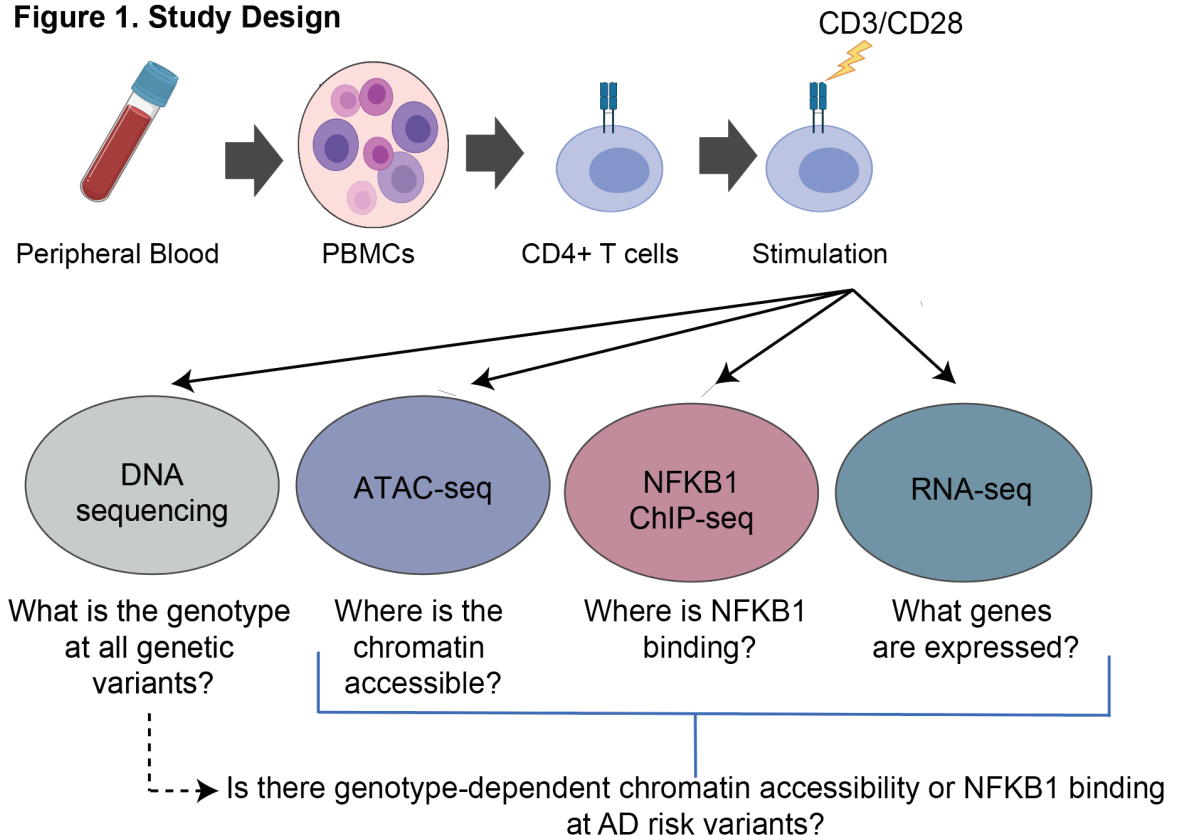 Figure 1. Study Design
CD3/CD28
Peripheral Blood
PBMCs
CD4+ T cells
Stimulation
DNA
sequencing
ATAC-seq
NFKB1
ChIP-seq
RNA-seq
What is the genotype
at all genetic
variants?
Where is the
chromatin
accessible?
Where is NFKB1
binding?
What genes
are expressed?
Is there genotype-dependent chromatin accessibility or NFKB1 binding
at AD risk variants?